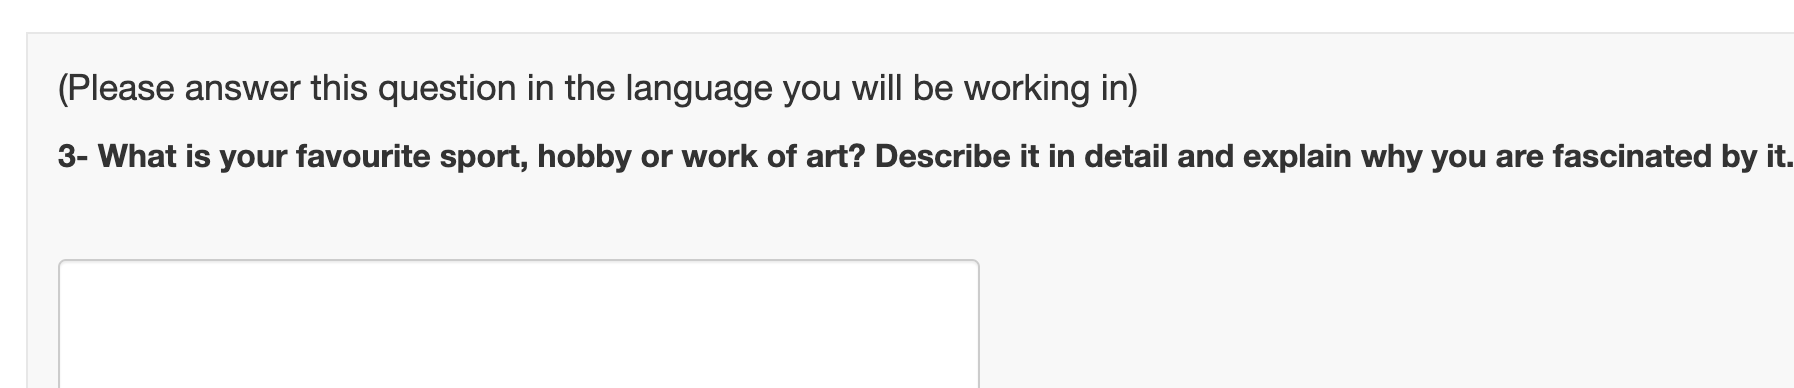 (Please answer this question in the language you will be working in)
3- What is your favourite sport, hobby or work of art? Describe it in detail and explain why you are fascinated by it.